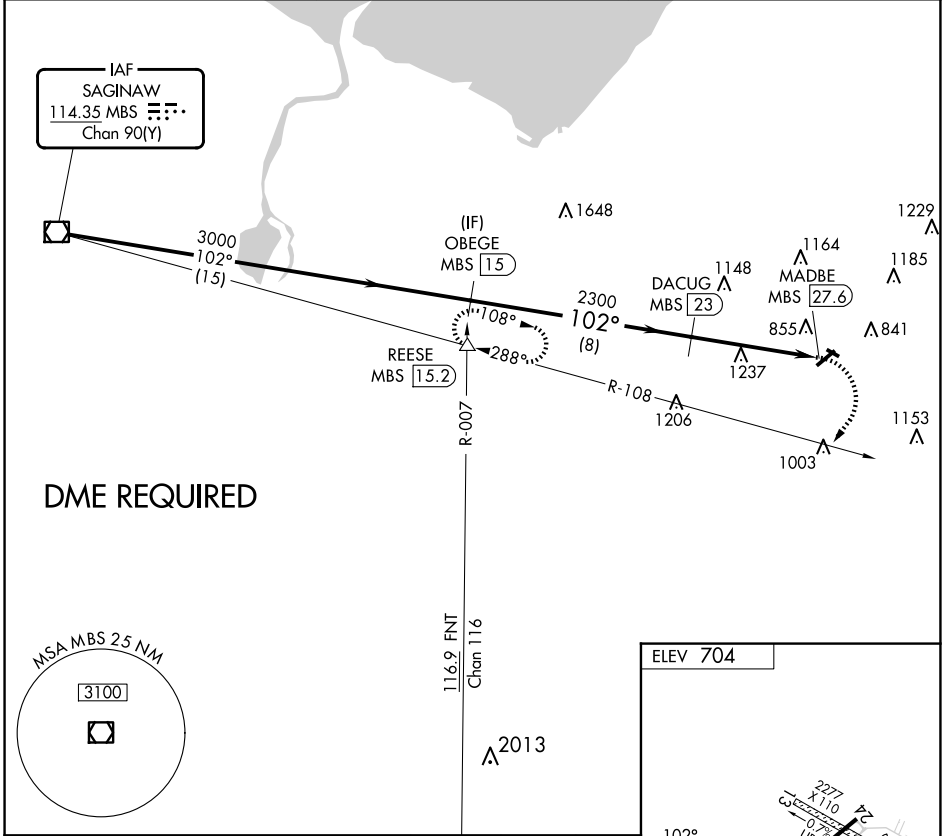 IAF
SAGINAW
114.35 MBS
Chan 90(Y)
3000
102°
(15)
(IF)
OBEGE
MBS 15
1648
1229
1164
1185
1148
MADBE
MBS 27.6
DACUG
MBS 23
2300
102°
(8)
855
841
1237
108°
288°
REESE
MBS 15.2
R-108
1206
1153
1003
R-007
DME REQUIRED
116.9 FNT
Chan 116
MSA MBS 25 NM
3100
2013
ELEV 704
2277
X 110
24
13
0.7%
102°